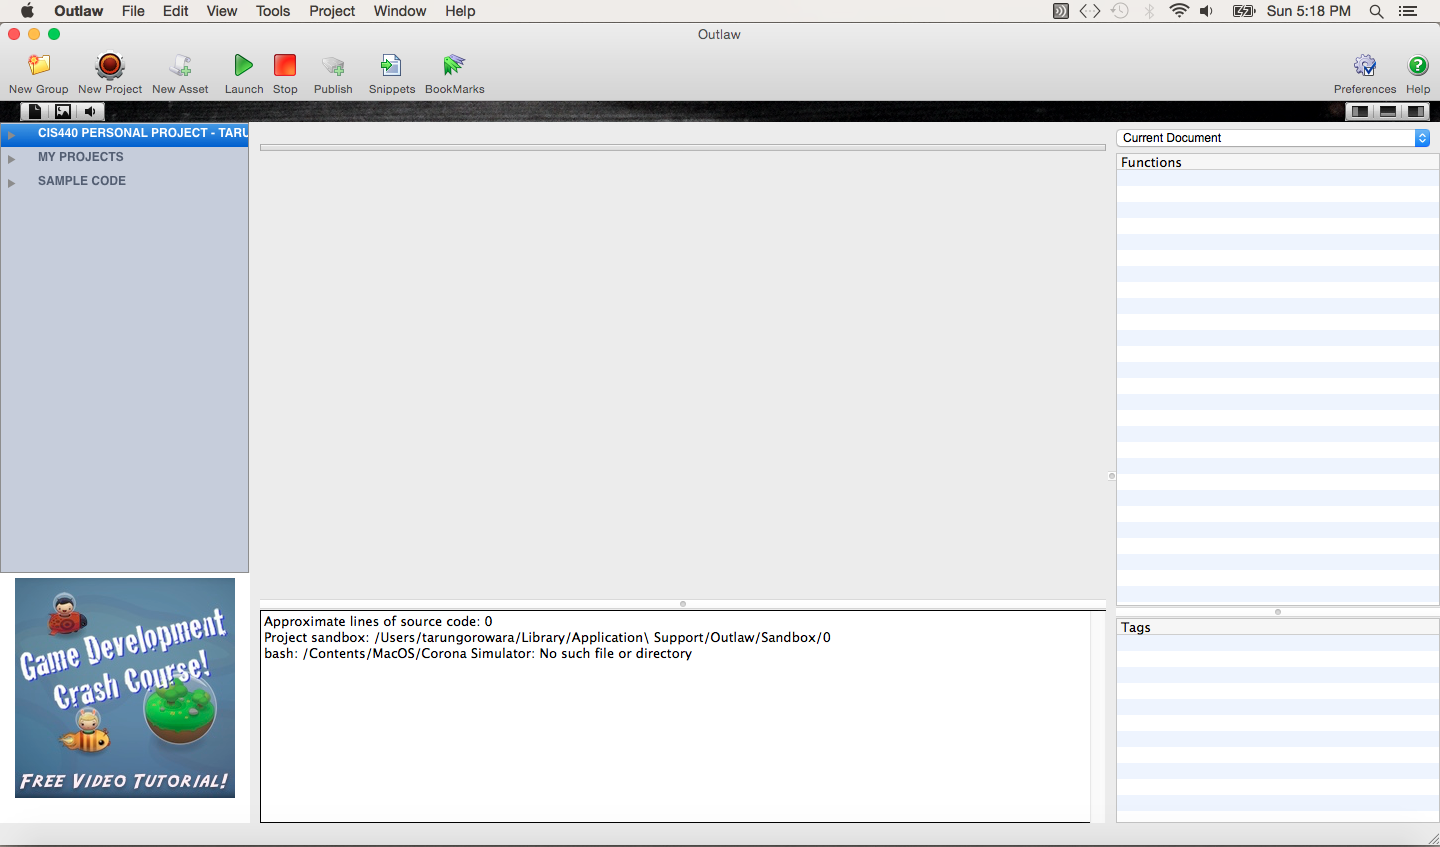 Outlaw File Edit View Tools Project Window Help Sun 5:18 PM
Outlaw
New Group New Project New Asset Launch Stop Publish Snippets BookMarks Preferences Help
CIS440 PERSONAL PROJECT - TARU
MY PROJECTS
SAMPLE CODE
Game Development
Crash Course!
FREE VIDEO TUTORIAL!
Approximate lines of source code: 0
Project sandbox: /Users/tarungorowara/Library/Application\ Support/Outlaw/Sandbox/0
bash: /Contents/MacOS/Corona Simulator: No such file or directory
Current Document
Functions
Tags